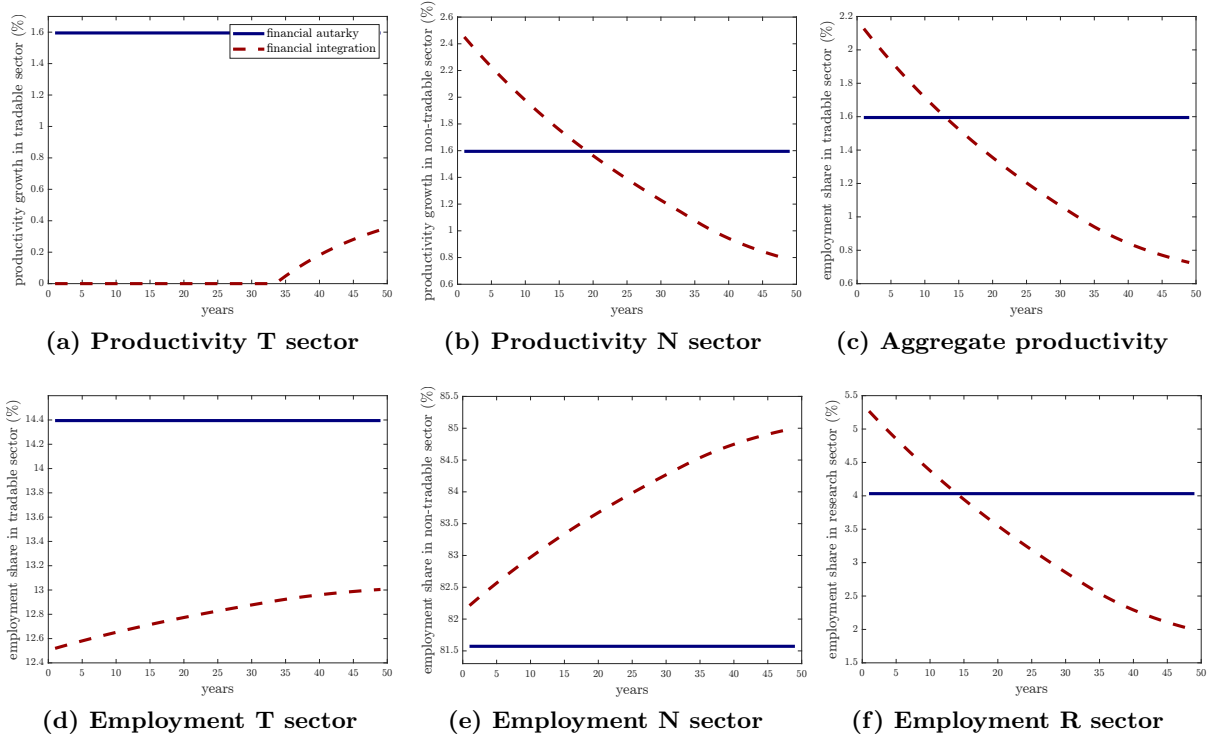 productivity growth in tradable sector (%)
1.6
1.4
1.2
1
0.8
0.6
0.4
0.2
0
financial autarky
financial integration
0 5 10 15 20 25 30 35 40 45 50
years
(a) Productivity T sector
productivity growth in non-tradable sector (%)
2.6
2.4
2.2
2
1.8
1.6
1.4
1.2
1
0.8
0.6
0 10 20 30 40 50
years
(b) Productivity N sector
employment share in tradable sector (%)
2.2
2
1.8
1.6
1.4
1.2
1
0.8
0.6
0 10 20 30 40 50
years
(c) Aggregate productivity
employment share in tradable sector (%)
14.4
14.2
14
13.8
13.6
13.4
13.2
13
12.8
12.6
12.4
0 5 10 15 20 25 30 35 40 45 50
years
(d) Employment T sector
employment share in non-tradable sector (%)
85.5
85
84.5
84
83.5
83
82.5
82
81.5
0 5 10 15 20 25 30 35 40 45 50
years
(e) Employment N sector
employment share in research sector (%)
5.5
5
4.5
4
3.5
3
2.5
2
1.5
0 5 10 15 20 25 30 35 40 45 50
years
(f) Employment R sector